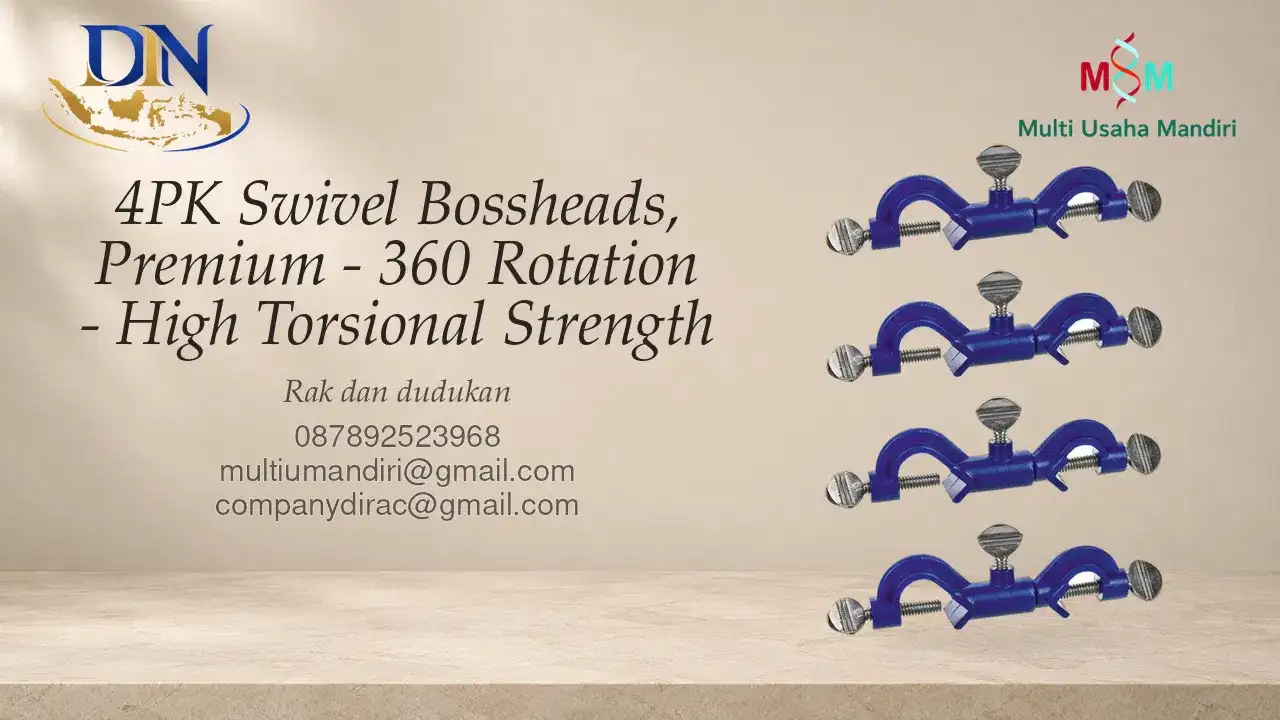 DIN
M M
Multi Usaha Mandiri
4PK Swivel Bossheads,
Premium - 360 Rotation
- High Torsional Strength
Rak dan dudukan
087892523968
multiumandiri@gmail.com
companydirac@gmail.com